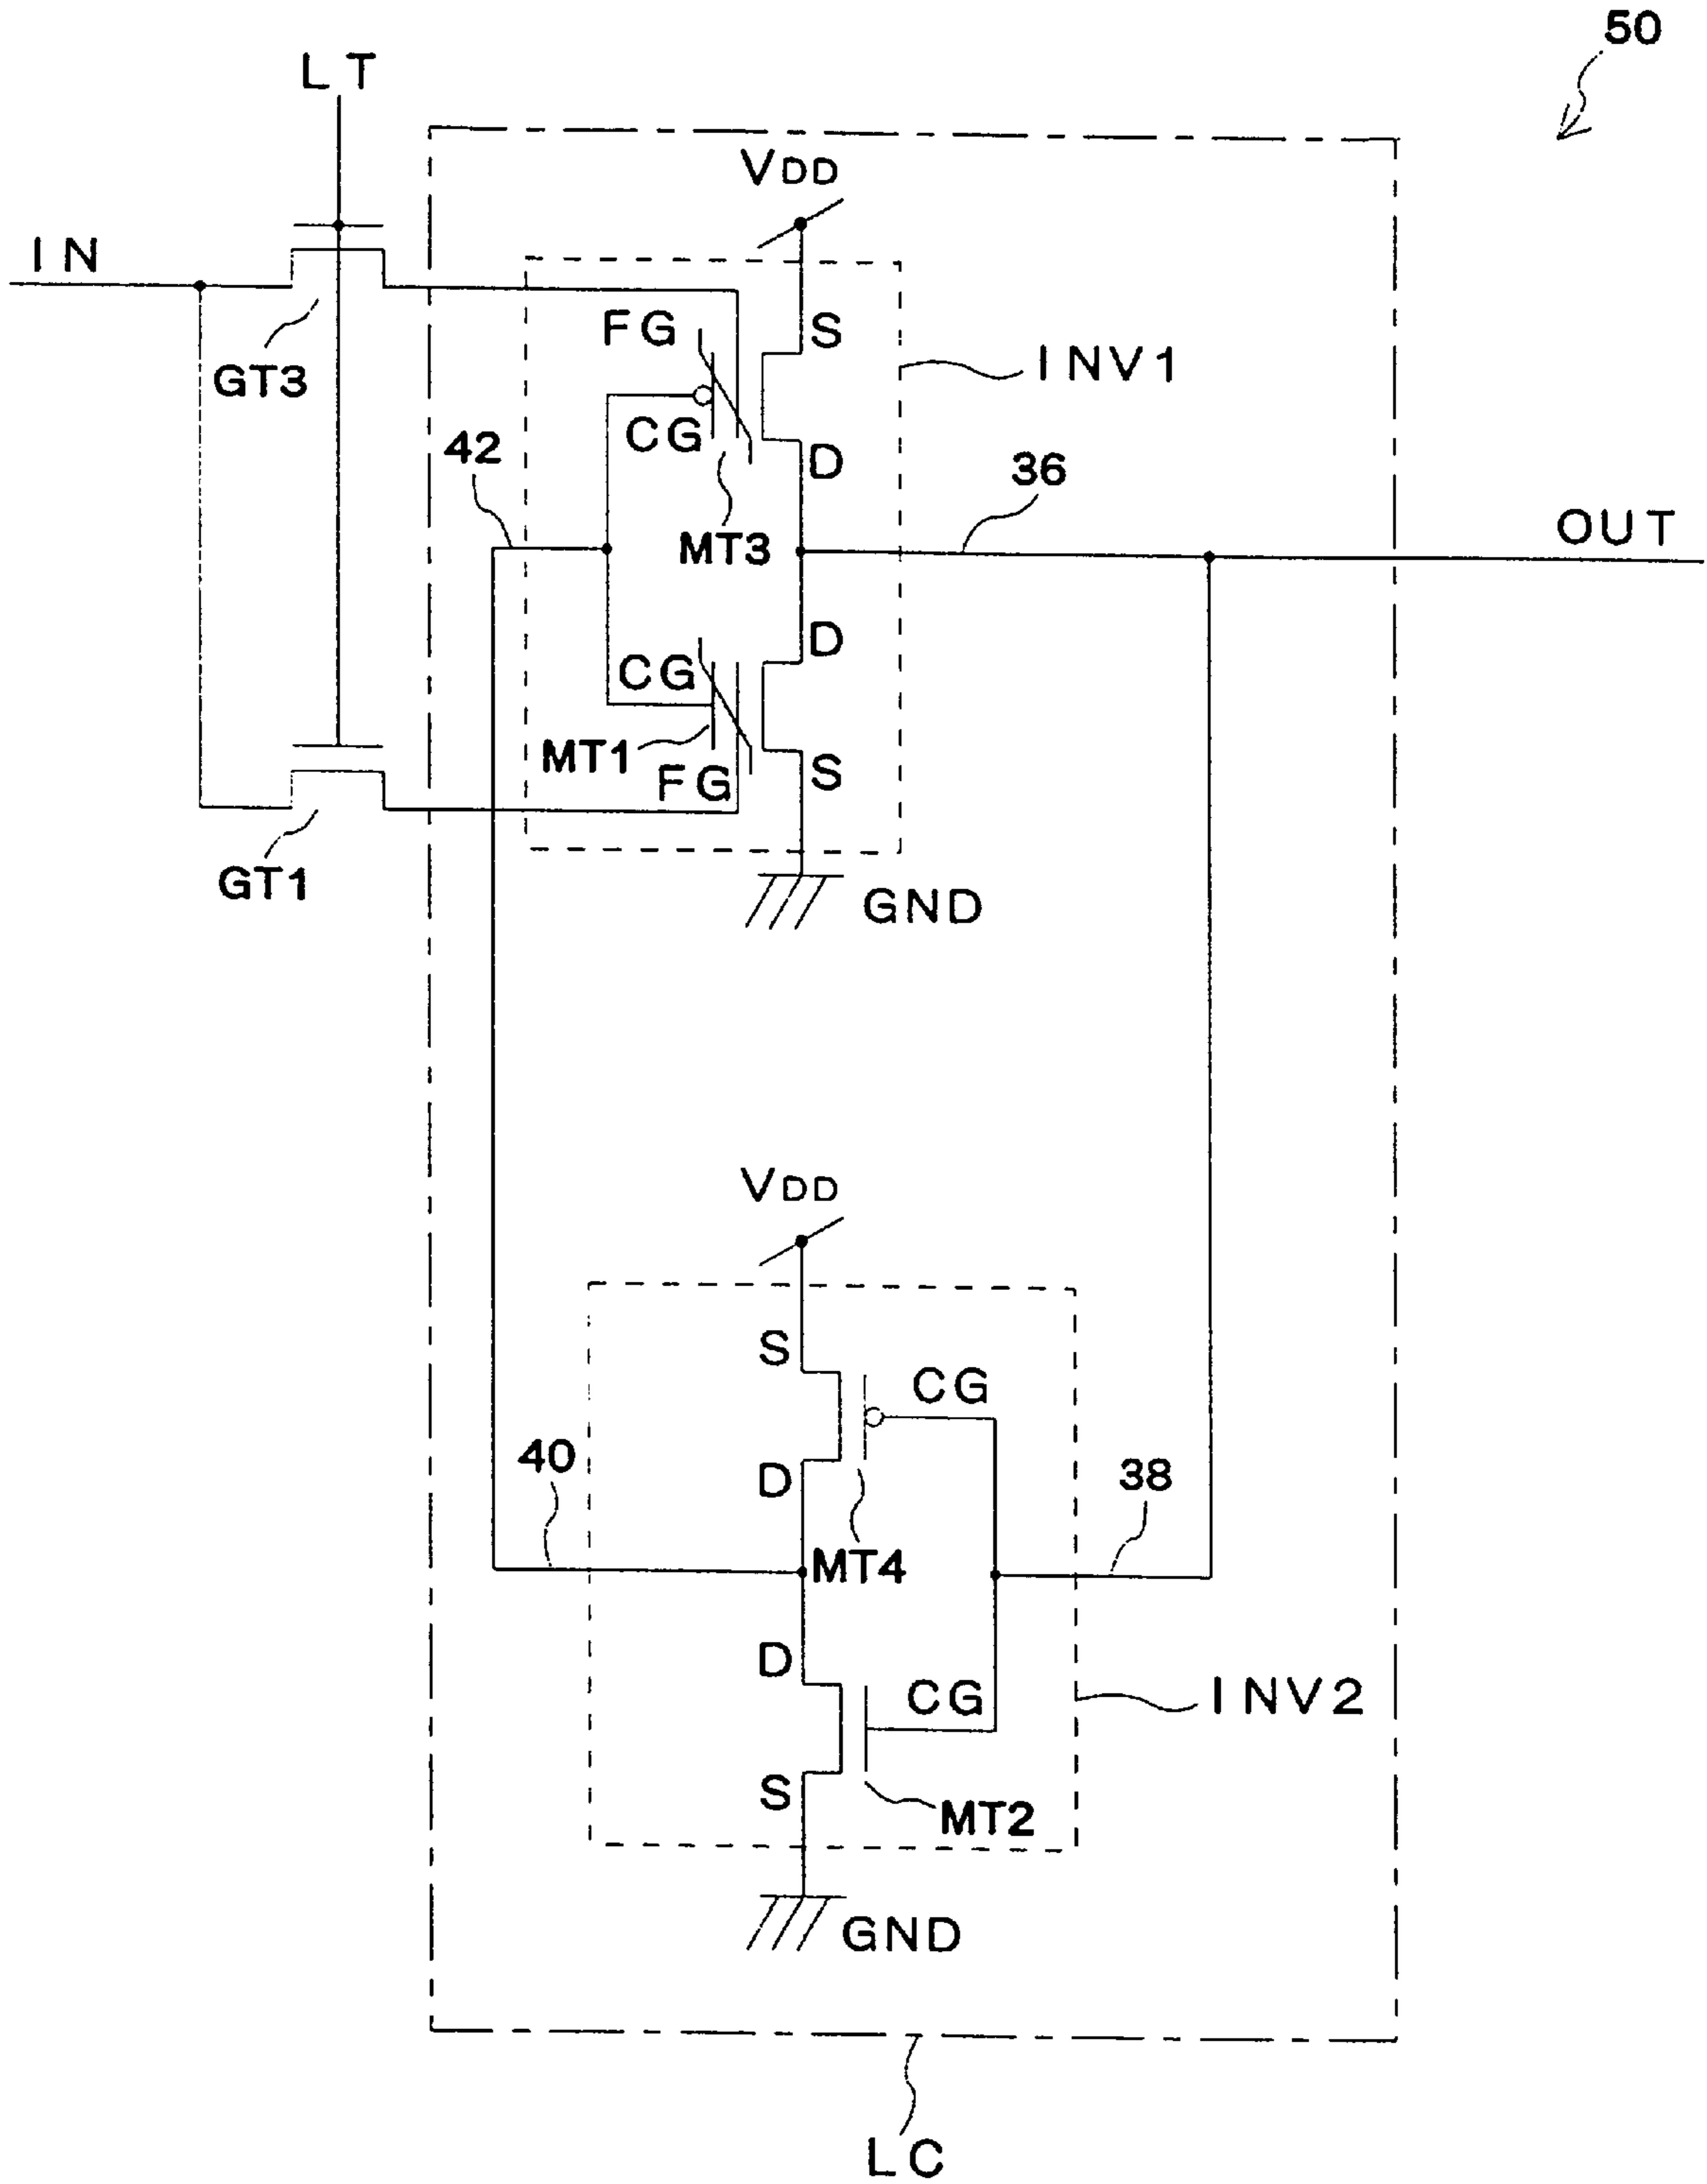 50
LT
VDD
IN
FG
S
INV1
GT3
CG
42
D
36
MT3
OUT
D
CG
MT1
FG
S
GT1
GND
VDD
S
CG
40
D
38
MT4
D
CG
INV2
S
MT2
GND
LC